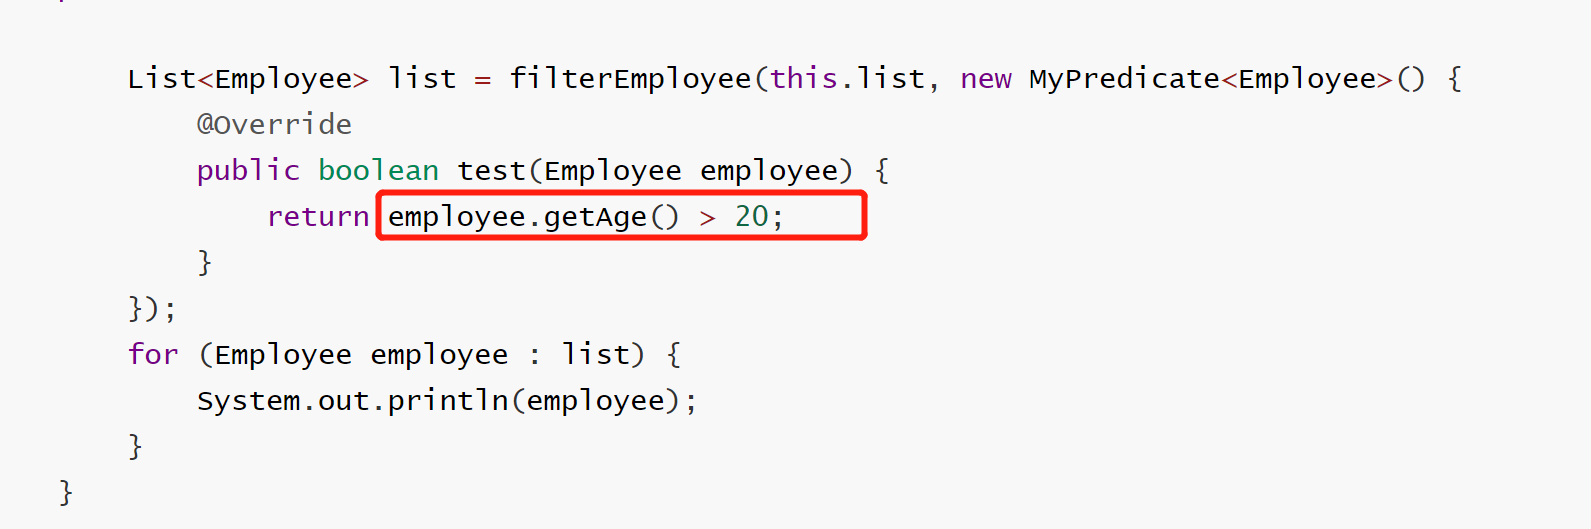 List<Employee> list = filterEmployee(this.list, new MyPredicate<Employee>() {
@Override
public boolean test(Employee employee) {
return employee.getAge() > 20;
}
});
for (Employee employee : list) {
System.out.println(employee);
}
}